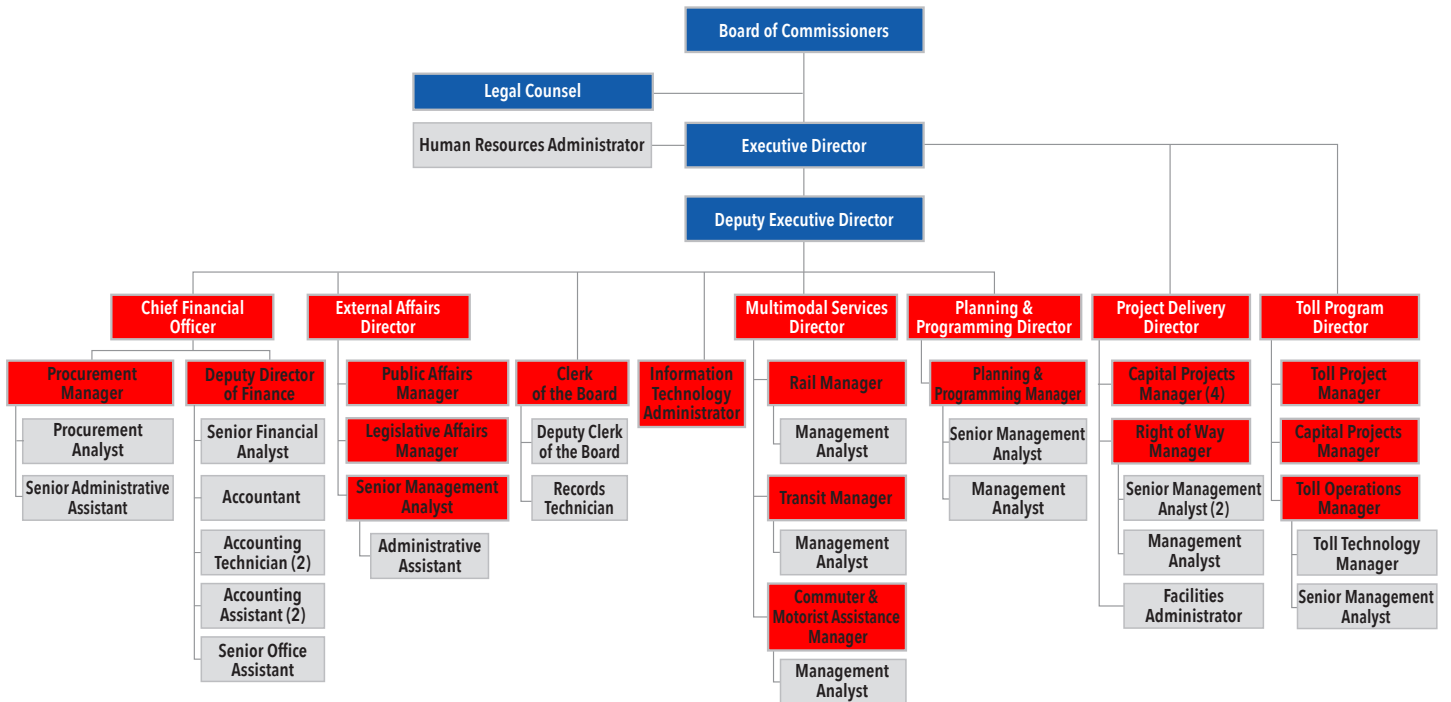 Board of Commissioners
Legal Counsel
Human Resources Administrator
Executive Director
Deputy Executive Director
Chief Financial
Officer
External Affairs
Director
Multimodal Services
Director
Planning &
Programming Director
Project Delivery
Director
Toll Program
Director
Procurement
Manager
Procurement
Analyst
Senior Administrative
Assistant
Deputy Director
of Finance
Senior Financial
Analyst
Accountant
Accounting
Technician (2)
Accounting
Assistant (2)
Senior Office
Assistant
Public Affairs
Manager
Legislative Affairs
Manager
Senior Management
Analyst
Administrative
Assistant
Clerk
of the Board
Deputy Clerk
of the Board
Records
Technician
Information
Technology
Administrator
Rail Manager
Management
Analyst
Transit Manager
Management
Analyst
Commuter &
Motorist Assistance
Manager
Management
Analyst
Planning &
Programming Manager
Senior Management
Analyst
Management
Analyst
Capital Projects
Manager (4)
Right of Way
Manager
Senior Management
Analyst (2)
Management
Analyst
Facilities
Administrator
Toll Project
Manager
Capital Projects
Manager
Toll Operations
Manager
Toll Technology
Manager
Senior Management
Analyst